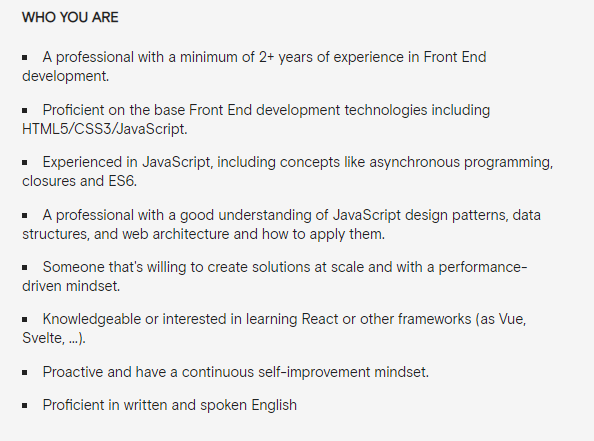 WHO YOU ARE
▪ A professional with a minimum of 2+ years of experience in Front End
development.
▪ Proficient on the base Front End development technologies including
HTML5/CSS3/JavaScript.
▪ Experienced in JavaScript, including concepts like asynchronous programming,
closures and ES6.
▪ A professional with a good understanding of JavaScript design patterns, data
structures, and web architecture and how to apply them.
▪ Someone that's willing to create solutions at scale and with a performance-
driven mindset.
▪ Knowledgeable or interested in learning React or other frameworks (as Vue,
Svelte, ...).
▪ Proactive and have a continuous self-improvement mindset.
▪ Proficient in written and spoken English